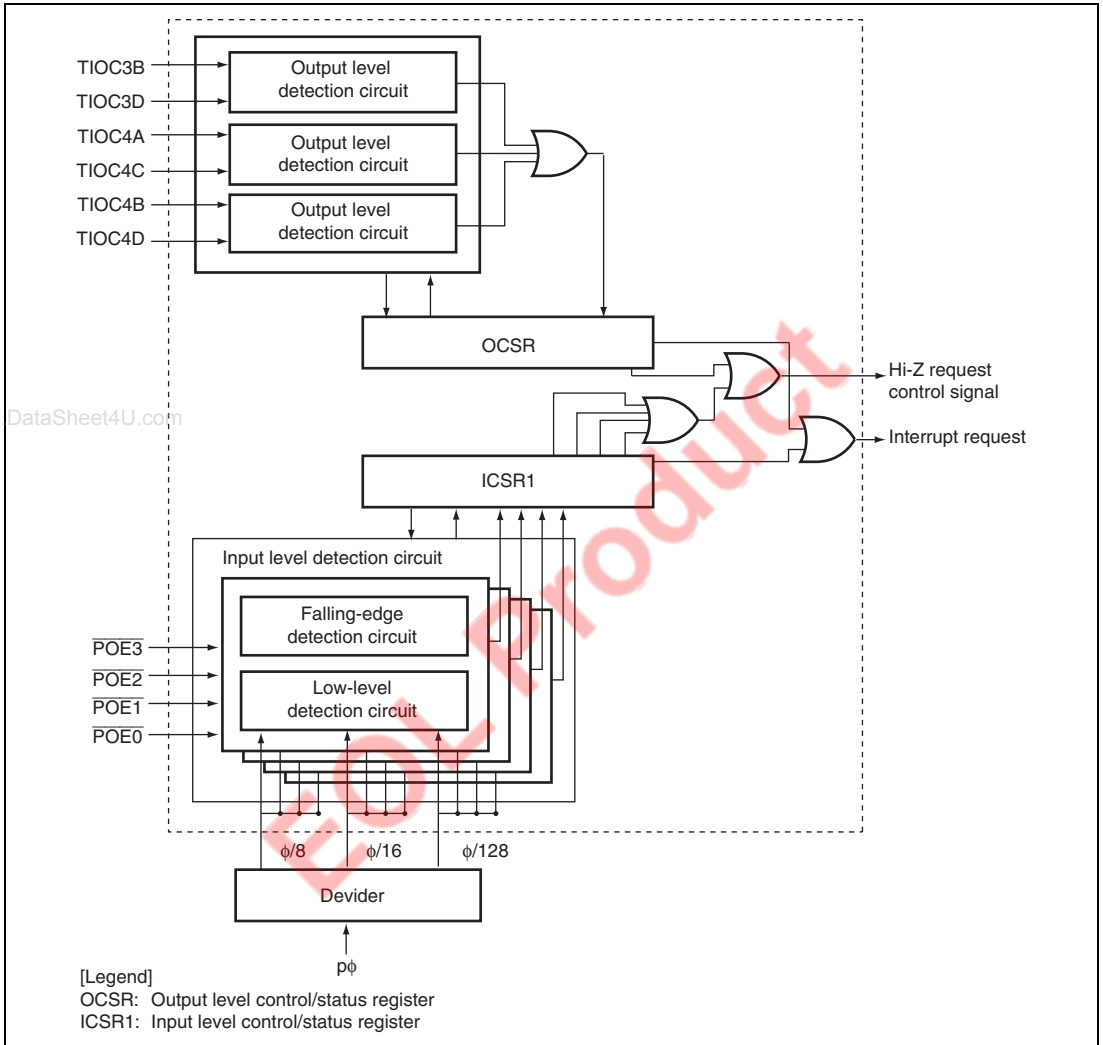 TIOC3B
TIOC3D
TIOC4A
TIOC4C
TIOC4B
TIOC4D
Output level
detection circuit
Output level
detection circuit
Output level
detection circuit
OCSR
Hi-Z request
control signal
Interrupt request
DataSheet4U.com
ICSR1
Input level detection circuit
Falling-edge
detection circuit
Low-level
detection circuit
POE3
POE2
POE1
POE0
ϕ/8
ϕ/16
ϕ/128
Devider
pϕ
[Legend]
OCSR: Output level control/status register
ICSR1: Input level control/status register
EOL Product